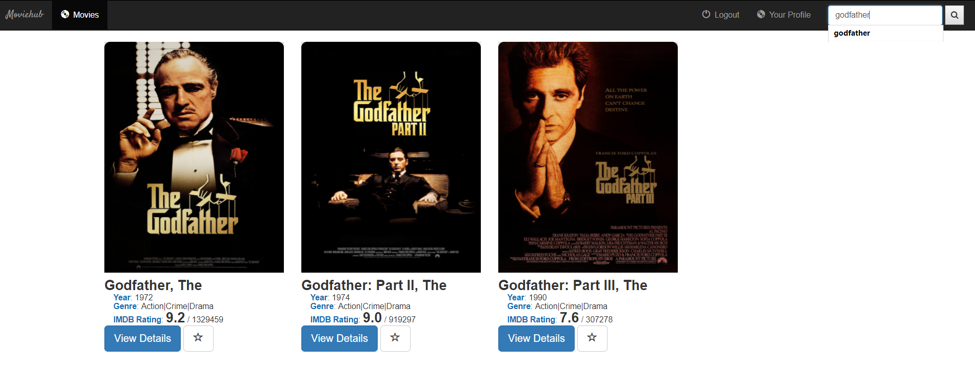 Moviehub
Movies
Logout
Your Profile
godfather
godfather
The
Godfather
The
Godfather
PART II
ALL THE POWER
ON EARTH
CAN'T CHANGE
DESTINY.
FRANCIS FORD COPPOLA'S
The
Godfather
PART III
Godfather, The
Year: 1972
Genre: Action|Crime|Drama
IMDB Rating: 9.2 / 1329459
View Details
Godfather: Part II, The
Year: 1974
Genre: Action|Crime|Drama
IMDB Rating: 9.0 / 919297
View Details
Godfather: Part III, The
Year: 1990
Genre: Action|Crime|Drama
IMDB Rating: 7.6 / 307278
View Details